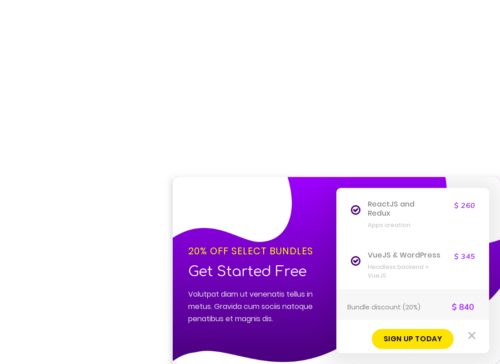 20% OFF SELECT BUNDLES
Get Started Free
Volutpat diam ut venenatis tellus in
metus. Gravida cum sociis natoque
penatibus et magnis dis.
ReactJS and
Redux
$ 260
Apps creation
VueJS & WordPress
$ 345
Headless backend +
VueJS
Bundle discount (20%)
$ 840
SIGN UP TODAY